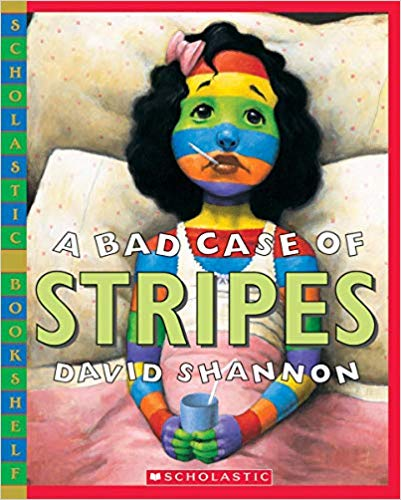 SCHOLASTIC BOOKSHELF
A BAD CASE OF
STRIPES
DAVID SHANNON
SCHOLASTIC